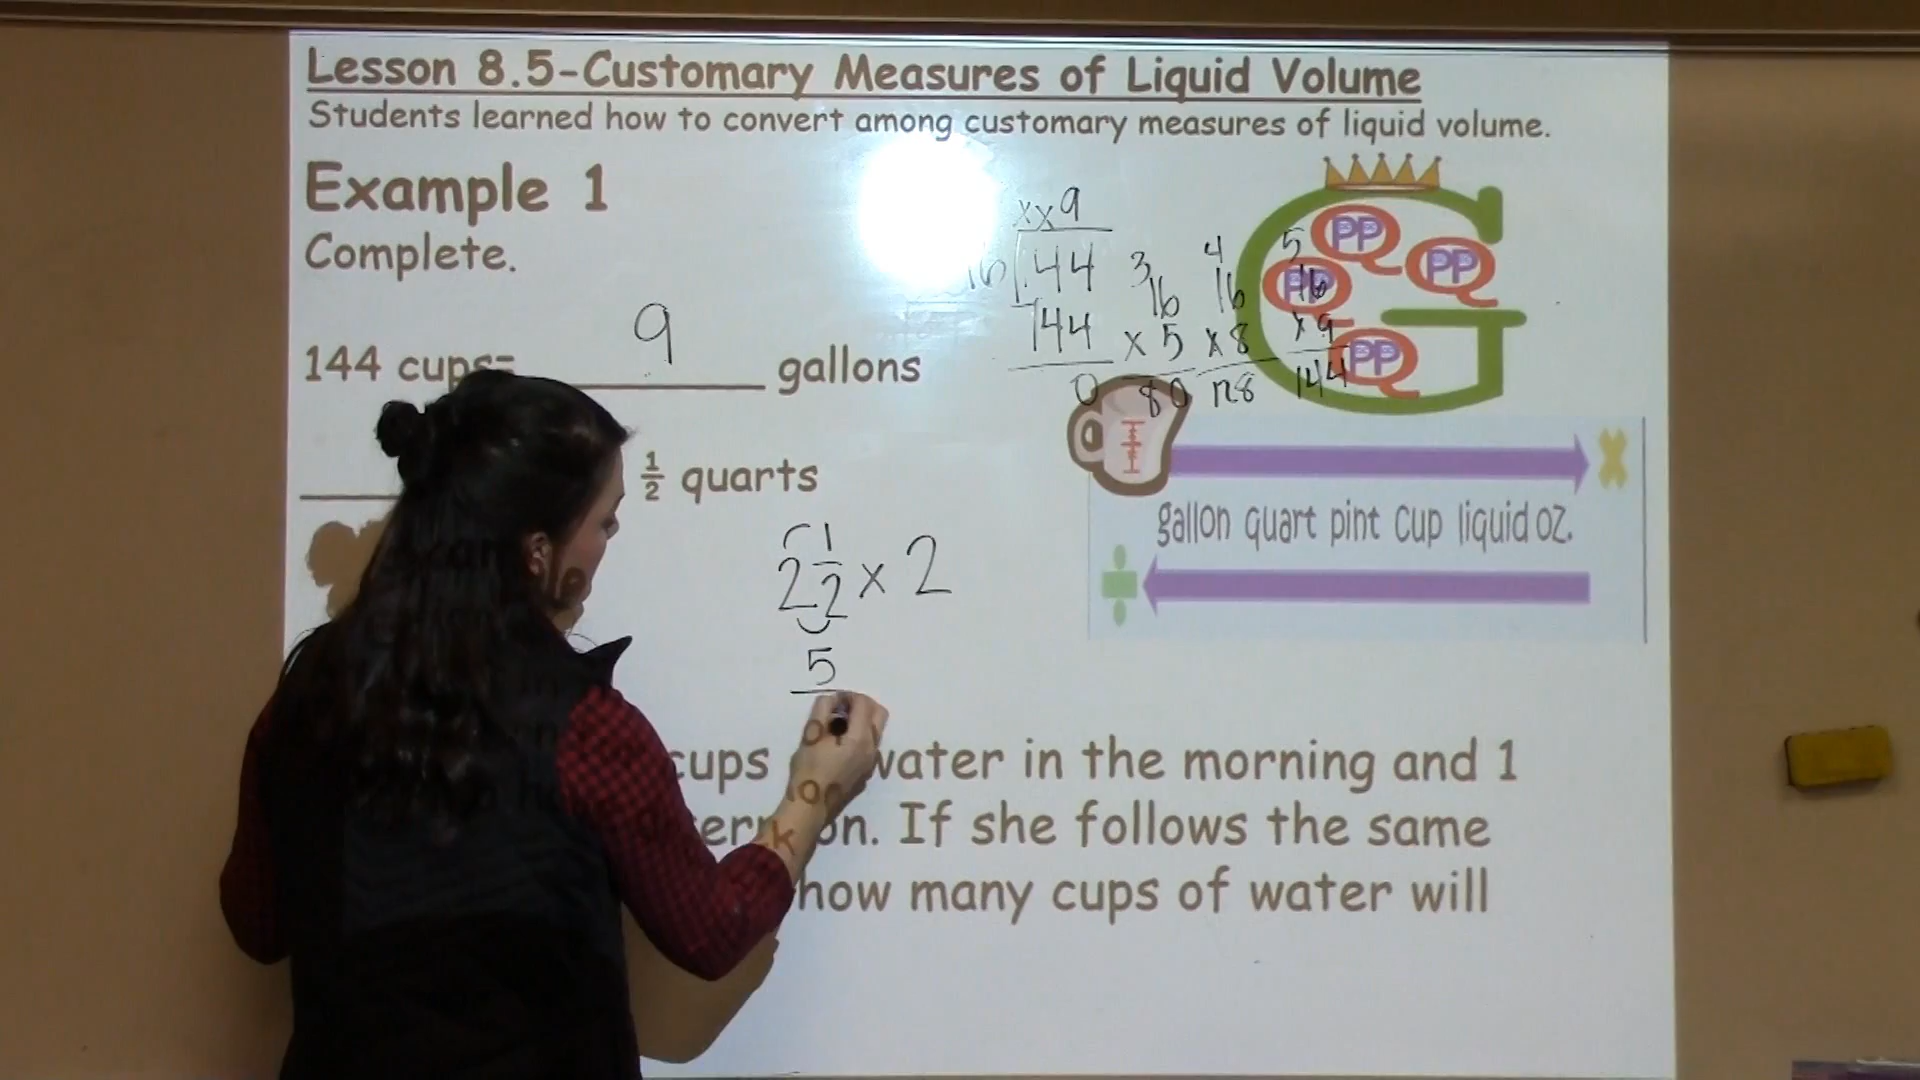 Lesson 8.5-Customary Measures of Liquid Volume
Students learned how to convert among customary measures of liquid volume.
Example 1
Complete.
144 cups= 9 gallons
1/2 quarts
x x 9
16 144
144
0
3
16
x 5
80
4
16
x 8
128
5
16
x 9
144
G
PP
PP
PP
PP
X
gallon quart pint cup liquid oz.
÷
2 1/2 x 2
5
cups water in the morning and 1
on. If she follows the same
how many cups of water will